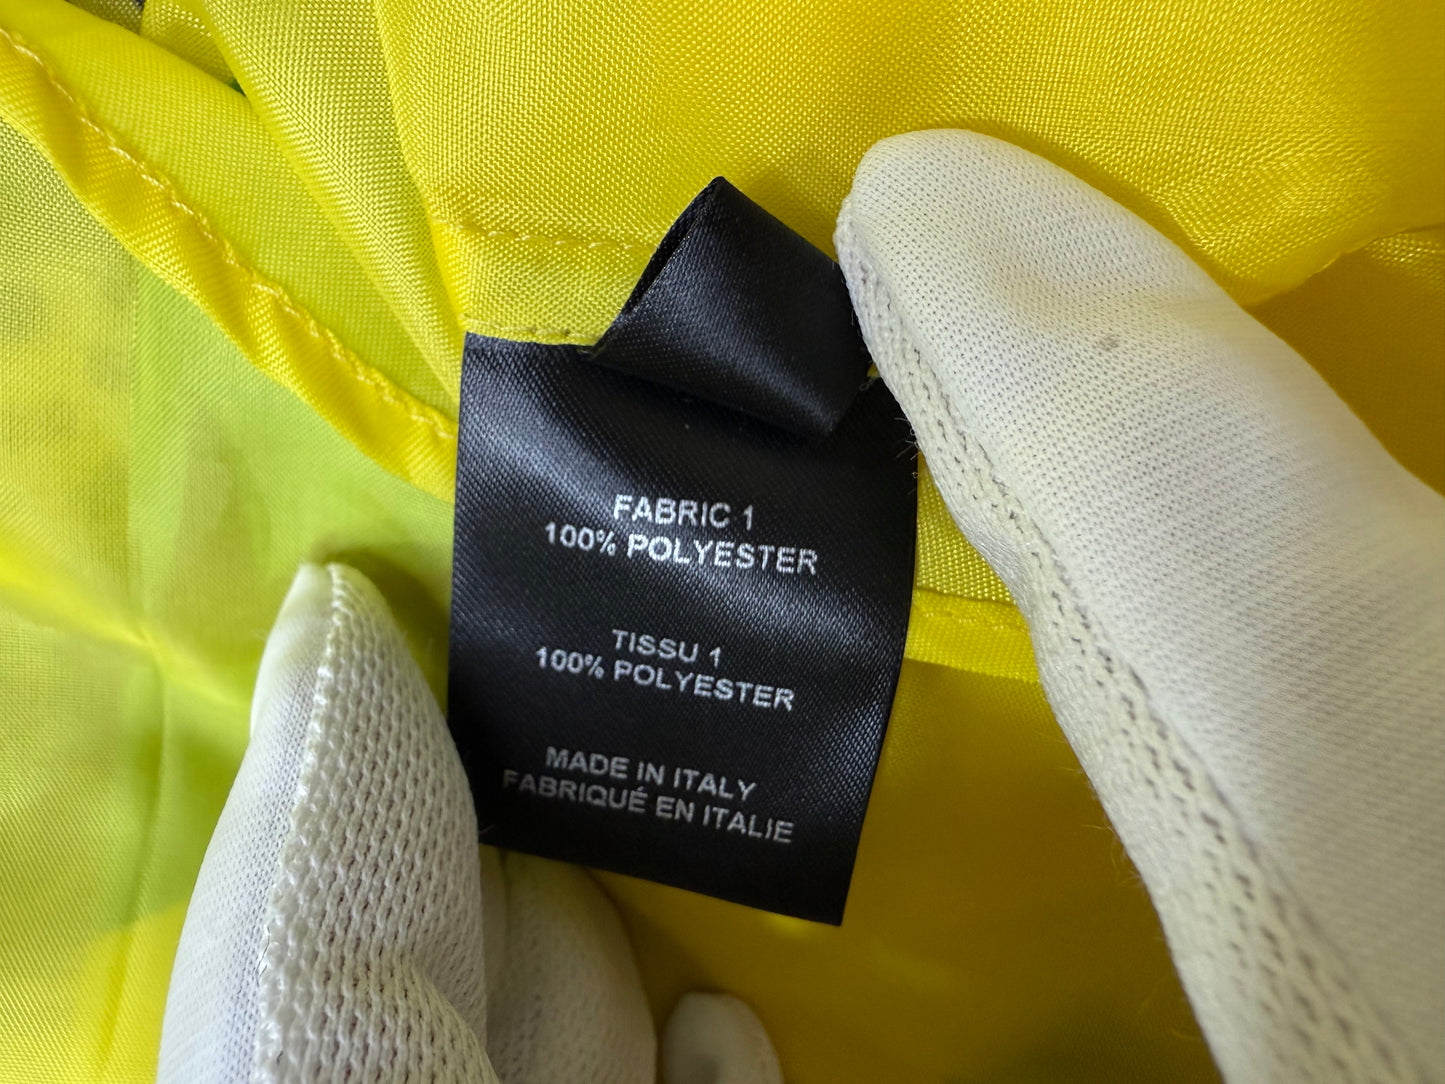 FABRIC 1
100% POLYESTER
TISSU 1
100% POLYESTER
MADE IN ITALY
FABRIQUÉ EN ITALIE